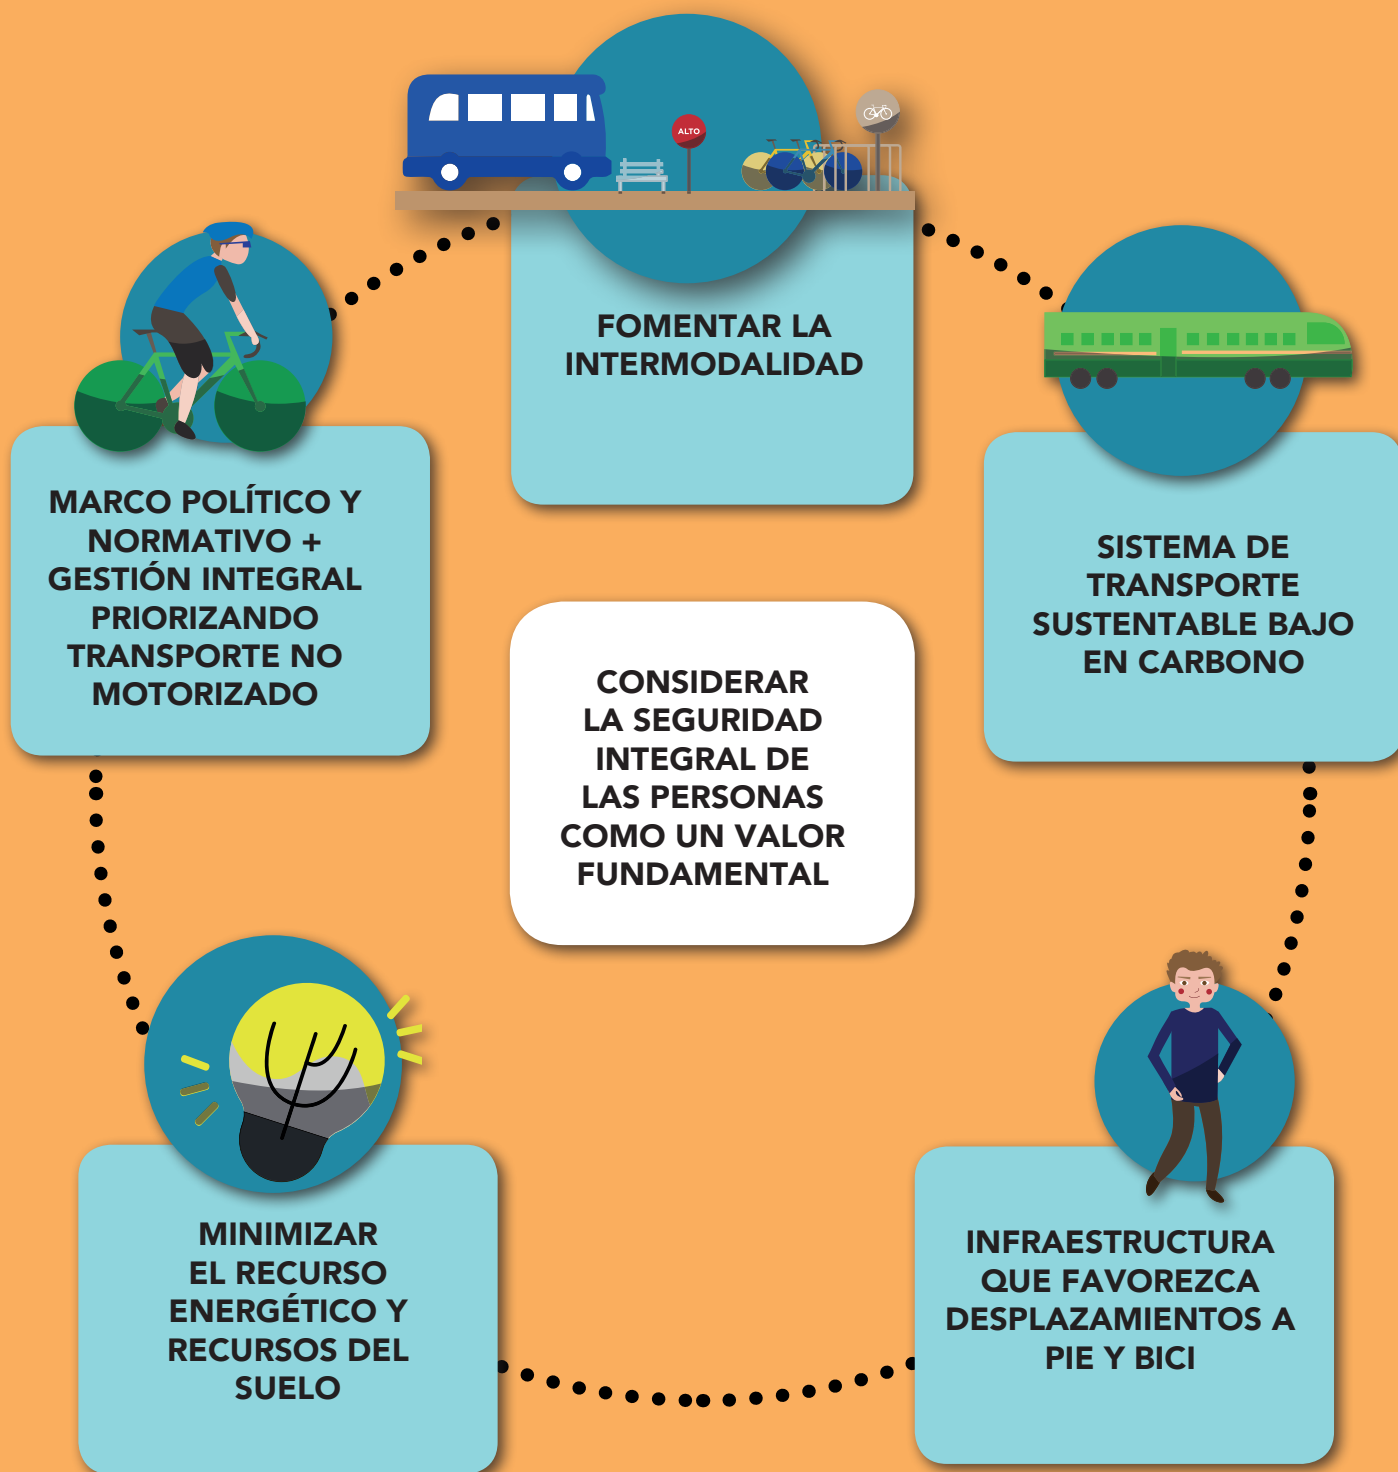 ALTO
FOMENTAR LA
INTERMODALIDAD
MARCO POLÍTICO Y
NORMATIVO +
GESTIÓN INTEGRAL
PRIORIZANDO
TRANSPORTE NO
MOTORIZADO
SISTEMA DE
TRANSPORTE
SUSTENTABLE BAJO
EN CARBONO
CONSIDERAR
LA SEGURIDAD
INTEGRAL DE
LAS PERSONAS
COMO UN VALOR
FUNDAMENTAL
MINIMIZAR
EL RECURSO
ENERGÉTICO Y
RECURSOS DEL
SUELO
INFRAESTRUCTURA
QUE FAVOREZCA
DESPLAZAMIENTOS A
PIE Y BICI